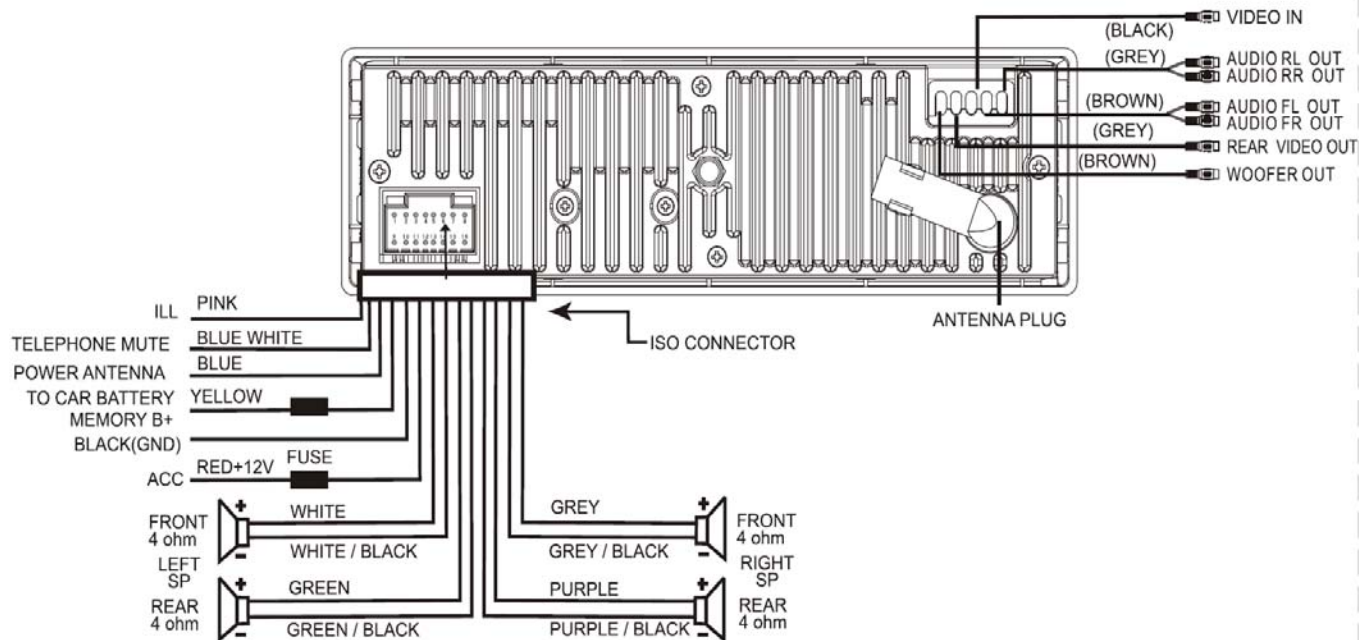 VIDEO IN
(BLACK)
(GREY)
AUDIO RL OUT
AUDIO RR OUT
(BROWN)
AUDIO FL OUT
AUDIO FR OUT
(GREY)
REAR VIDEO OUT
(BROWN)
WOOFER OUT
ANTENNA PLUG
ISO CONNECTOR
ILL PINK
TELEPHONE MUTE BLUE WHITE
POWER ANTENNA BLUE
TO CAR BATTERY YELLOW
MEMORY B+
BLACK(GND)
FUSE
ACC RED+12V
+ WHITE
FRONT
4 ohm
- WHITE / BLACK
LEFT
SP
+ GREEN
REAR
4 ohm
- GREEN / BLACK
GREY +
FRONT
4 ohm
GREY / BLACK -
RIGHT
SP
PURPLE +
REAR
4 ohm
PURPLE / BLACK -